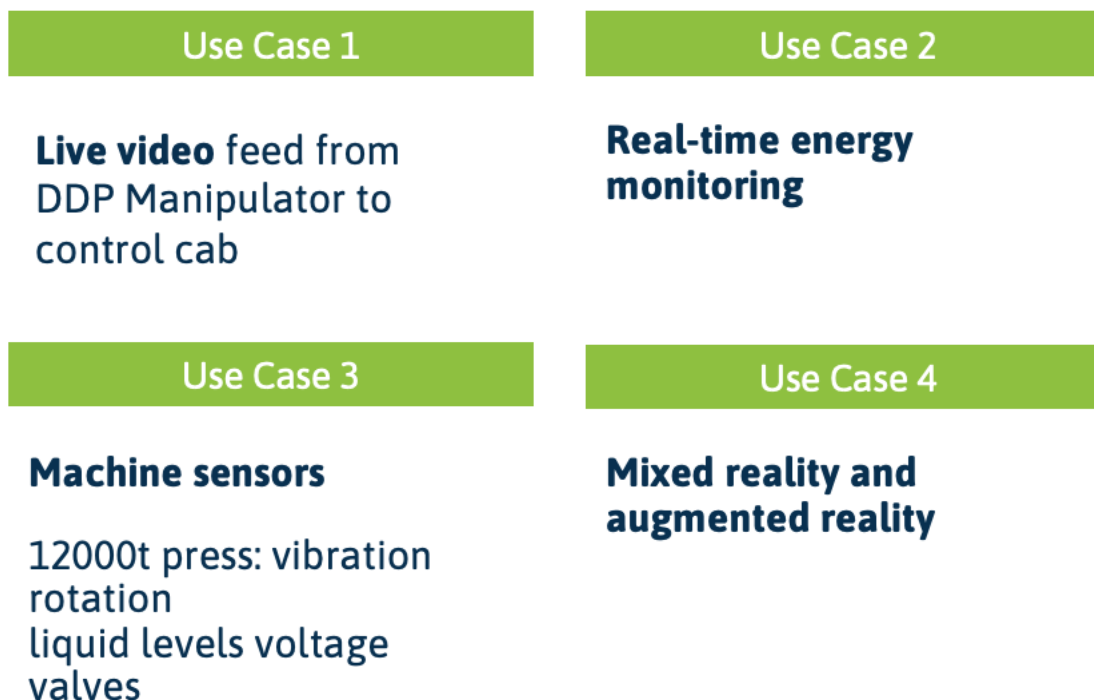 Use Case 1
Live video feed from
DDP Manipulator to
control cab
Use Case 2
Real-time energy
monitoring
Use Case 3
Machine sensors
12000t press: vibration
rotation
liquid levels voltage
valves
Use Case 4
Mixed reality and
augmented reality